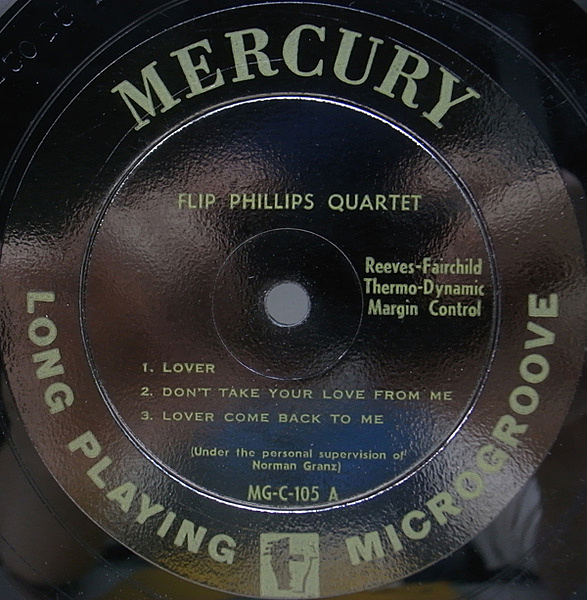 MERCURY
FLIP PHILLIPS QUARTET
Reeves-Fairchild
Thermo-Dynamic
Margin Control
1. LOVER
2. DON'T TAKE YOUR LOVE FROM ME
3. LOVER COME BACK TO ME
(Under the personal supervision of
Norman Granz)
MG-C-105 A
LONG PLAYING MICROGROOVE